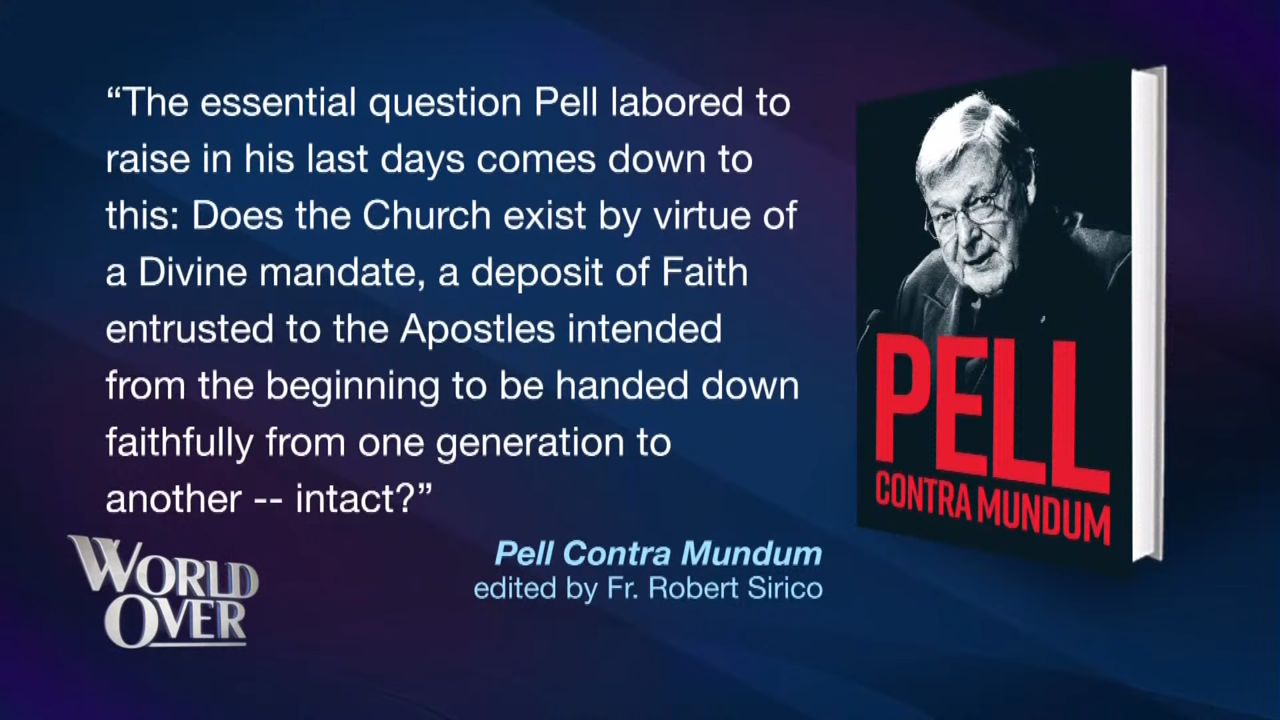 “The essential question Pell labored to
raise in his last days comes down to
this: Does the Church exist by virtue of
a Divine mandate, a deposit of Faith
entrusted to the Apostles intended
from the beginning to be handed down
faithfully from one generation to
another -- intact?”
Pell Contra Mundum
edited by Fr. Robert Sirico
WORLD
OVER
PELL
CONTRA MUNDUM